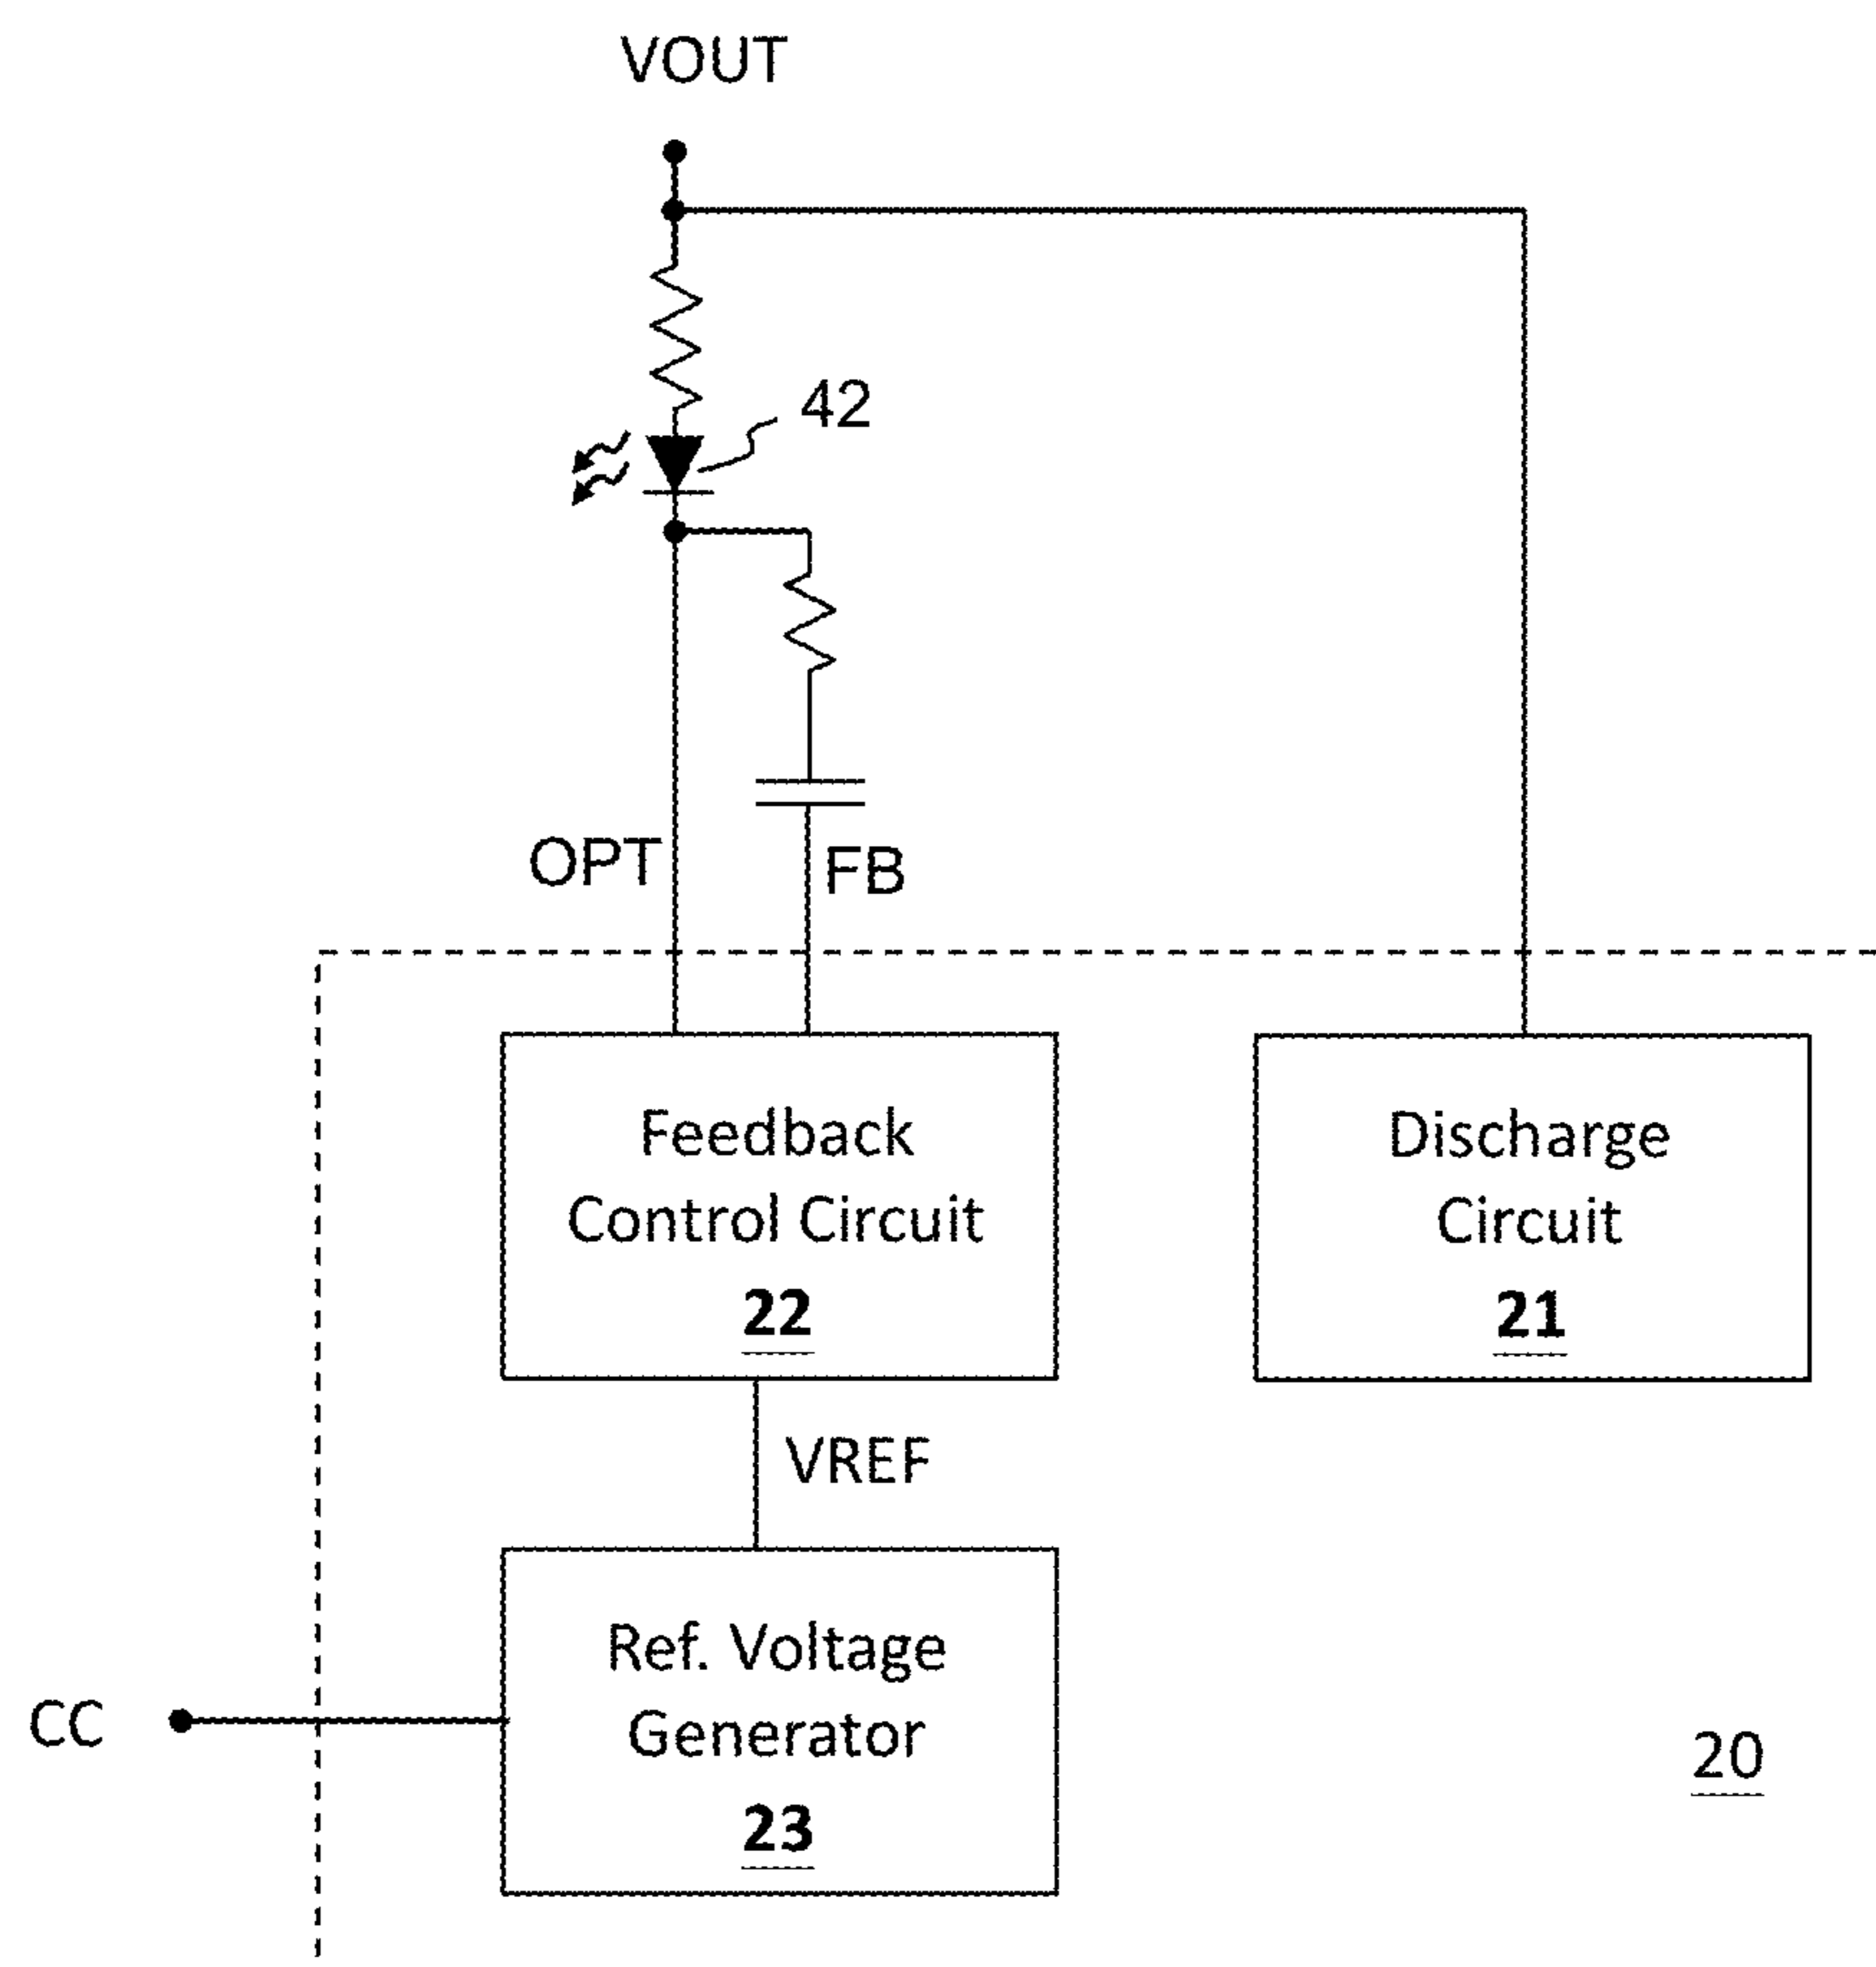 VOUT
42
OPT
FB
Feedback
Control Circuit
22
Discharge
Circuit
21
VREF
Ref. Voltage
Generator
23
CC
20